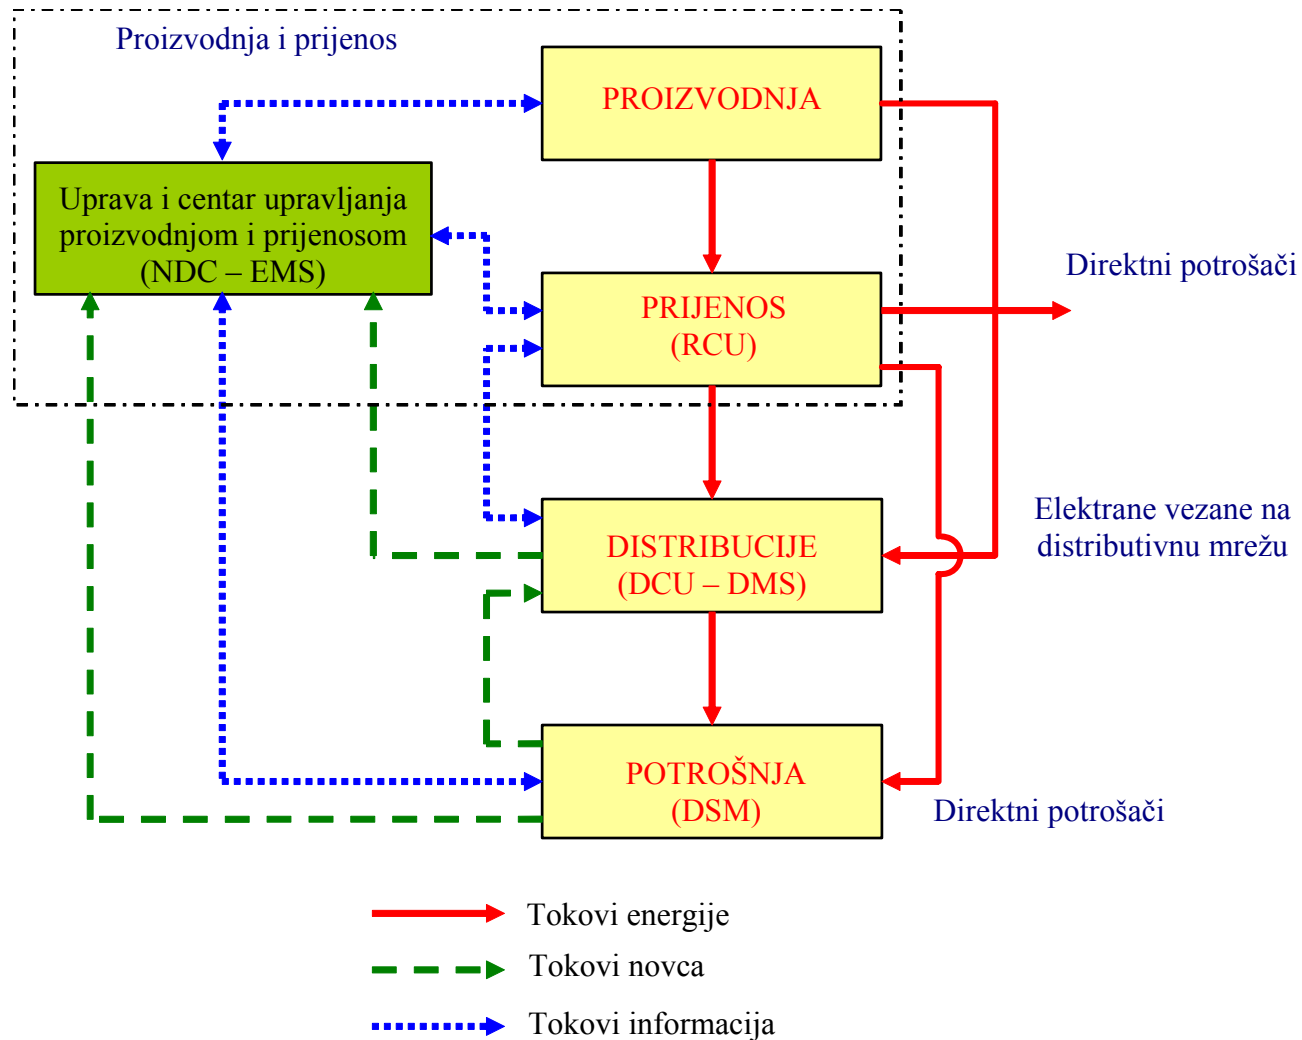 Proizvodnja i prijenos
PROIZVODNJA
Uprava i centar upravljanja
proizvodnjom i prijenosom
(NDC – EMS)
Direktni potrošači
PRIJENOS
(RCU)
Elektrane vezane na
distributivnu mrežu
DISTRIBUCIJE
(DCU – DMS)
POTROŠNJA
(DSM)
Direktni potrošači
Tokovi energije
Tokovi novca
Tokovi informacija